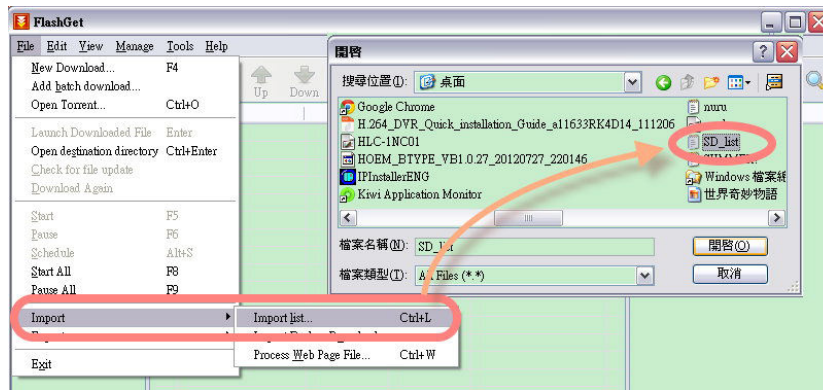 FlashGet
File Edit View Manage Tools Help
New Download... F4
Add batch download...
Open Torrent... Ctrl+O
Launch Downloaded File Enter
Open destination directory Ctrl+Enter
Check for file update
Download Again
Start F5
Pause F6
Schedule Alt+S
Start All F8
Pause All F9
Import
Exit
Import list... Ctrl+L
Process Web Page File... Ctrl+W
Up Down
開啓
搜尋位置(I): 桌面
Google Chrome
H.264_DVR_Quick_installation_Guide_a11633RK4D14_111206
HLC-1NC01
HOEM_BTYPE_VB1.0.27_20120727_220146
IPInstallerENG
Kiwi Application Monitor
nuru
SD_list
Windows 檔案
世界奇妙物語
檔案名稱(N): SD_list 開啓(O)
檔案類型(T): All Files (*.*) 取消